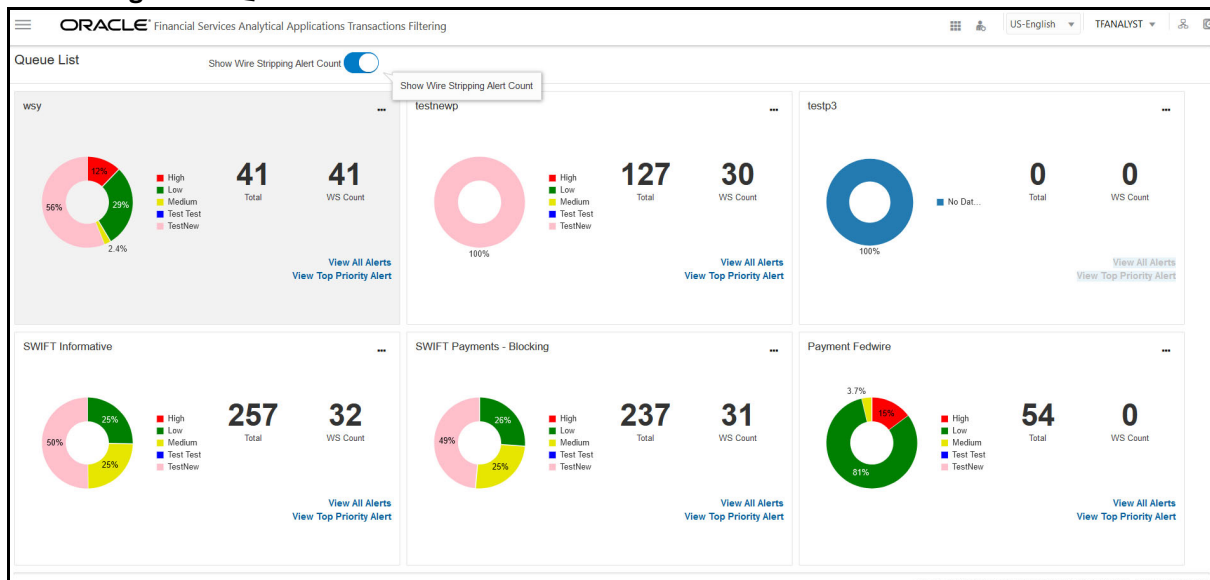 ORACLE Financial Services Analytical Applications Transactions Filtering
US-English
TFANALYST
Queue List
Show Wire Stripping Alert Count
Show Wire Stripping Alert Count
wsy
...
12%
29%
2.4%
56%
High
Low
Medium
Test Test
TestNew
41
Total
41
WS Count
View All Alerts
View Top Priority Alert
testnewp
...
100%
High
Low
Medium
Test Test
TestNew
127
Total
30
WS Count
View All Alerts
View Top Priority Alert
testp3
...
100%
No Dat...
0
Total
0
WS Count
View All Alerts
View Top Priority Alert
SWIFT Informative
...
25%
25%
50%
High
Low
Medium
Test Test
TestNew
257
Total
32
WS Count
View All Alerts
View Top Priority Alert
SWIFT Payments - Blocking
...
26%
25%
49%
High
Low
Medium
Test Test
TestNew
237
Total
31
WS Count
View All Alerts
View Top Priority Alert
Payment Fedwire
...
3.7%
15%
81%
High
Low
Medium
Test Test
TestNew
54
Total
0
WS Count
View All Alerts
View Top Priority Alert